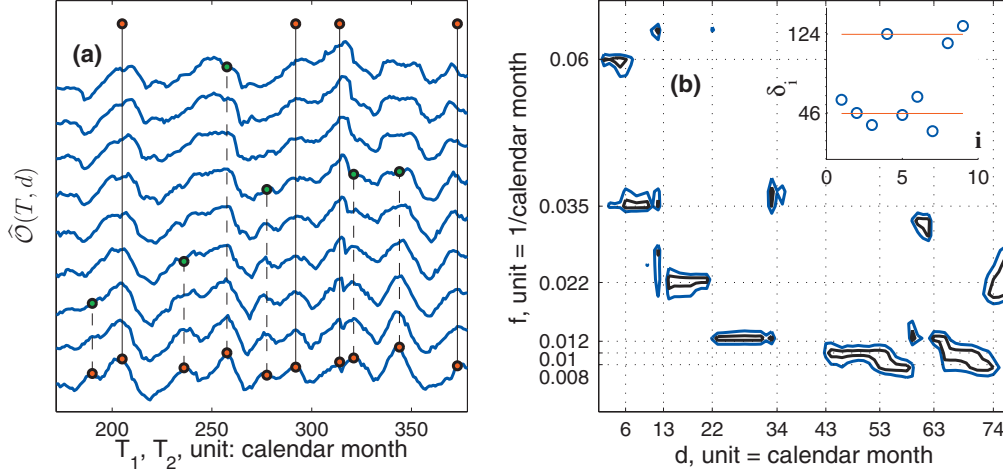 (a)
Ô(T, d)
200 250 300 350
T₁, T₂, unit: calendar month
(b)
f, unit = 1/calendar month
0.06
0.035
0.022
0.012
0.01
0.008
6 13 22 34 43 53 63 74
d, unit = calendar month
δᵢ
124
46
0 5 10
i